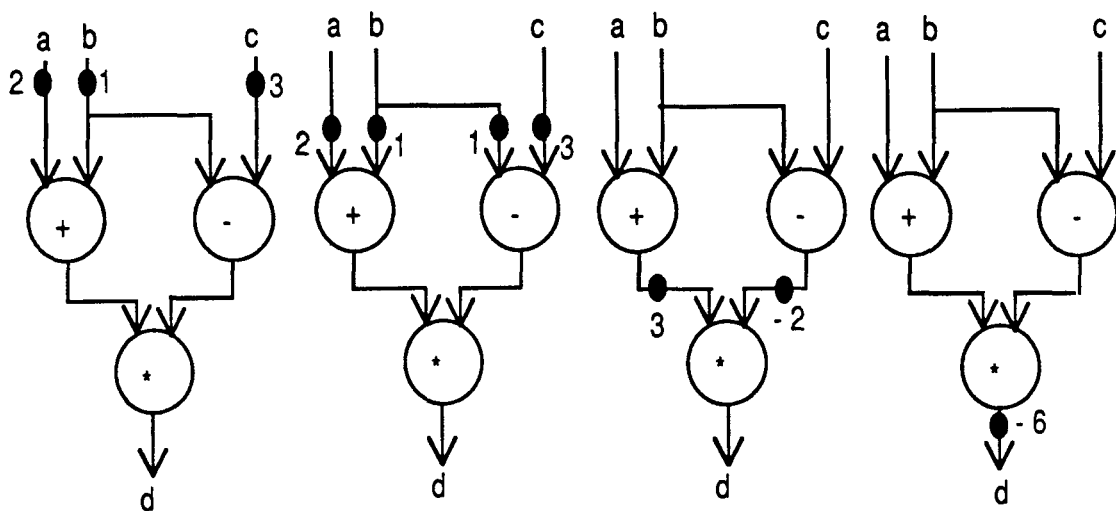 a b c a b c a b c a b c
2 1 3
2 1 1 3
+ - + - + - + -
3 - 2
* * * *
- 6
d d d d